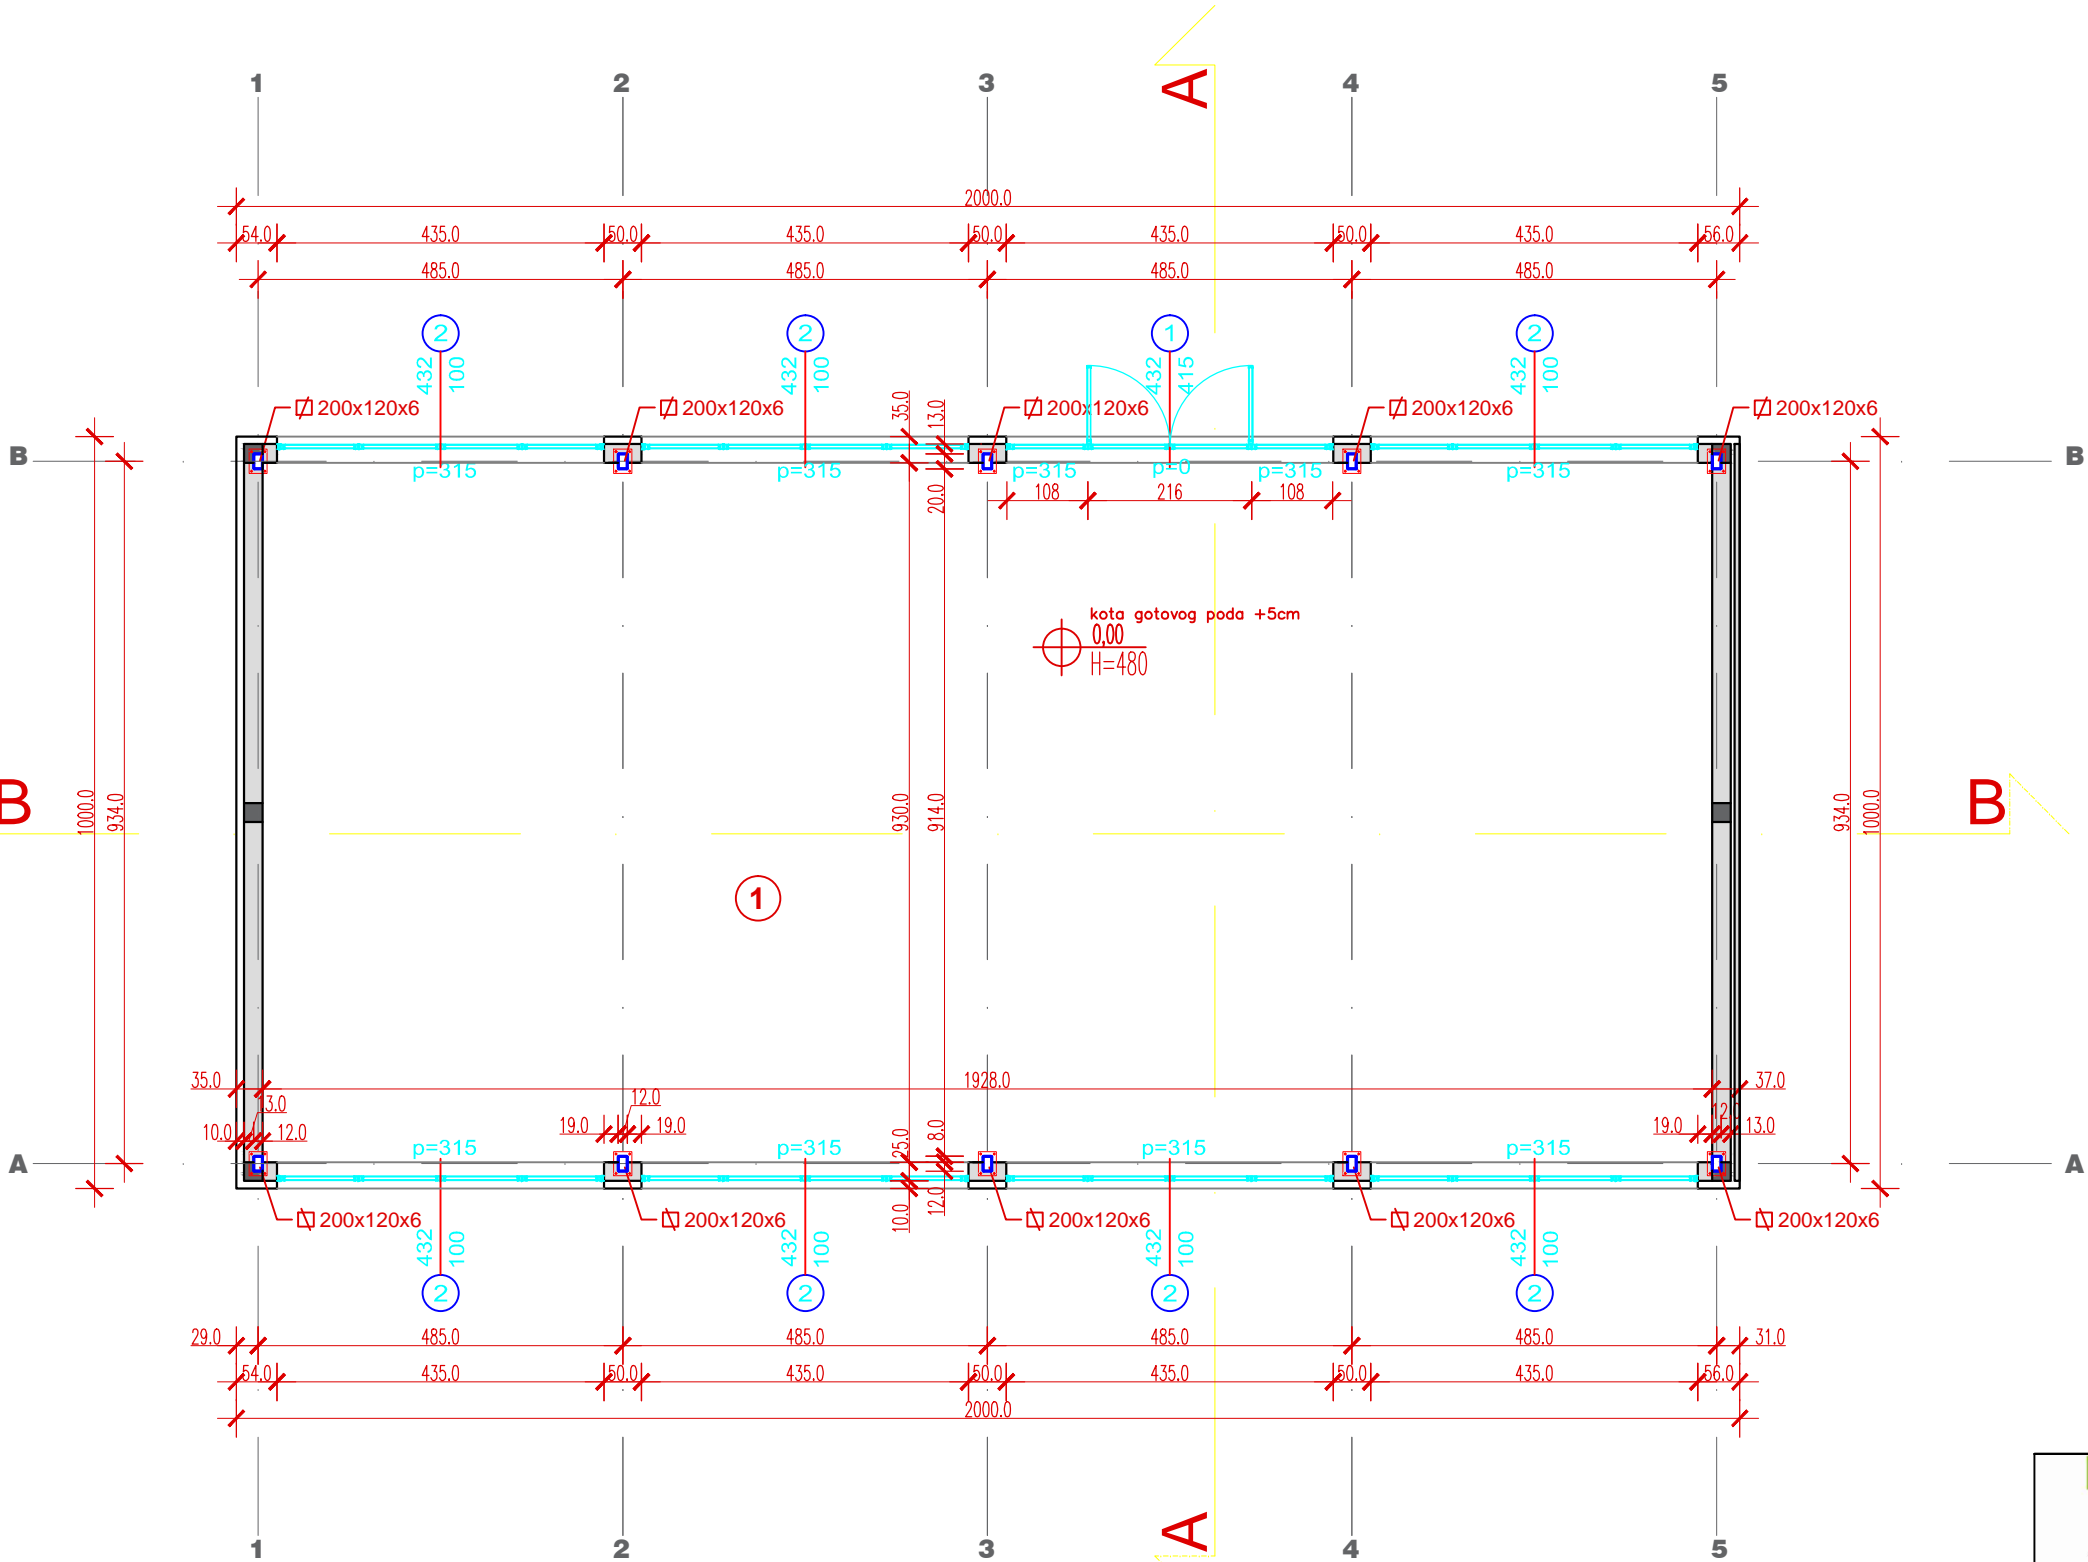 1 2 3 A 4 5
2000.0
54.0 435.0 50.0 435.0 50.0 435.0 50.0 435.0 56.0
485.0 485.0 485.0 485.0
2 2 1 2
432 100 432 100 432 415 432 100
200x120x6 200x120x6 200x120x6 200x120x6 200x120x6
35.0 13.0
B B
p=315 p=315 p=315 p=0 p=315 p=315
20.0
108 216 108
kota gotovog poda +5cm
0,00
H=480
B 1000.0 934.0 930.0 914.0 934.0 1000.0 B
1
35.0 1928.0 37.0
13.0 12.0
10.0 12.0 19.0 19.0 19.0 13.0
25.0 8.0
p=315 p=315 p=315 p=315
A A
10.0 12.0
200x120x6 200x120x6 200x120x6 200x120x6 200x120x6
432 100 432 100 432 100 432 100
2 2 2 2
29.0 485.0 485.0 485.0 485.0 31.0
54.0 435.0 50.0 435.0 50.0 435.0 50.0 435.0 56.0
2000.0
1 2 3 A 4 5